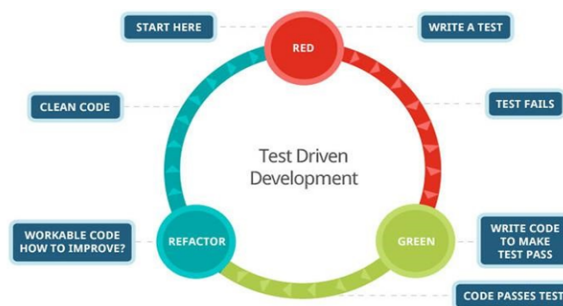 START HERE
RED
WRITE A TEST
CLEAN CODE
TEST FAILS
Test Driven
Development
WORKABLE CODE
HOW TO IMPROVE?
REFACTOR
GREEN
WRITE CODE
TO MAKE
TEST PASS
CODE PASSES TEST